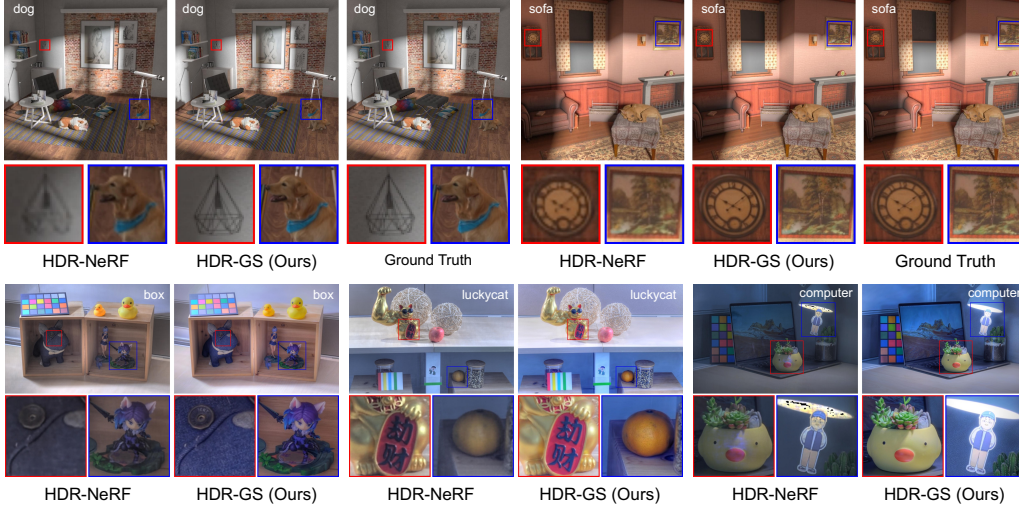 dog
dog
dog
sofa
sofa
sofa
HDR-NeRF
HDR-GS (Ours)
Ground Truth
HDR-NeRF
HDR-GS (Ours)
Ground Truth
box
box
luckycat
luckycat
computer
computer
劫
财
劫
财
HDR-NeRF
HDR-GS (Ours)
HDR-NeRF
HDR-GS (Ours)
HDR-NeRF
HDR-GS (Ours)